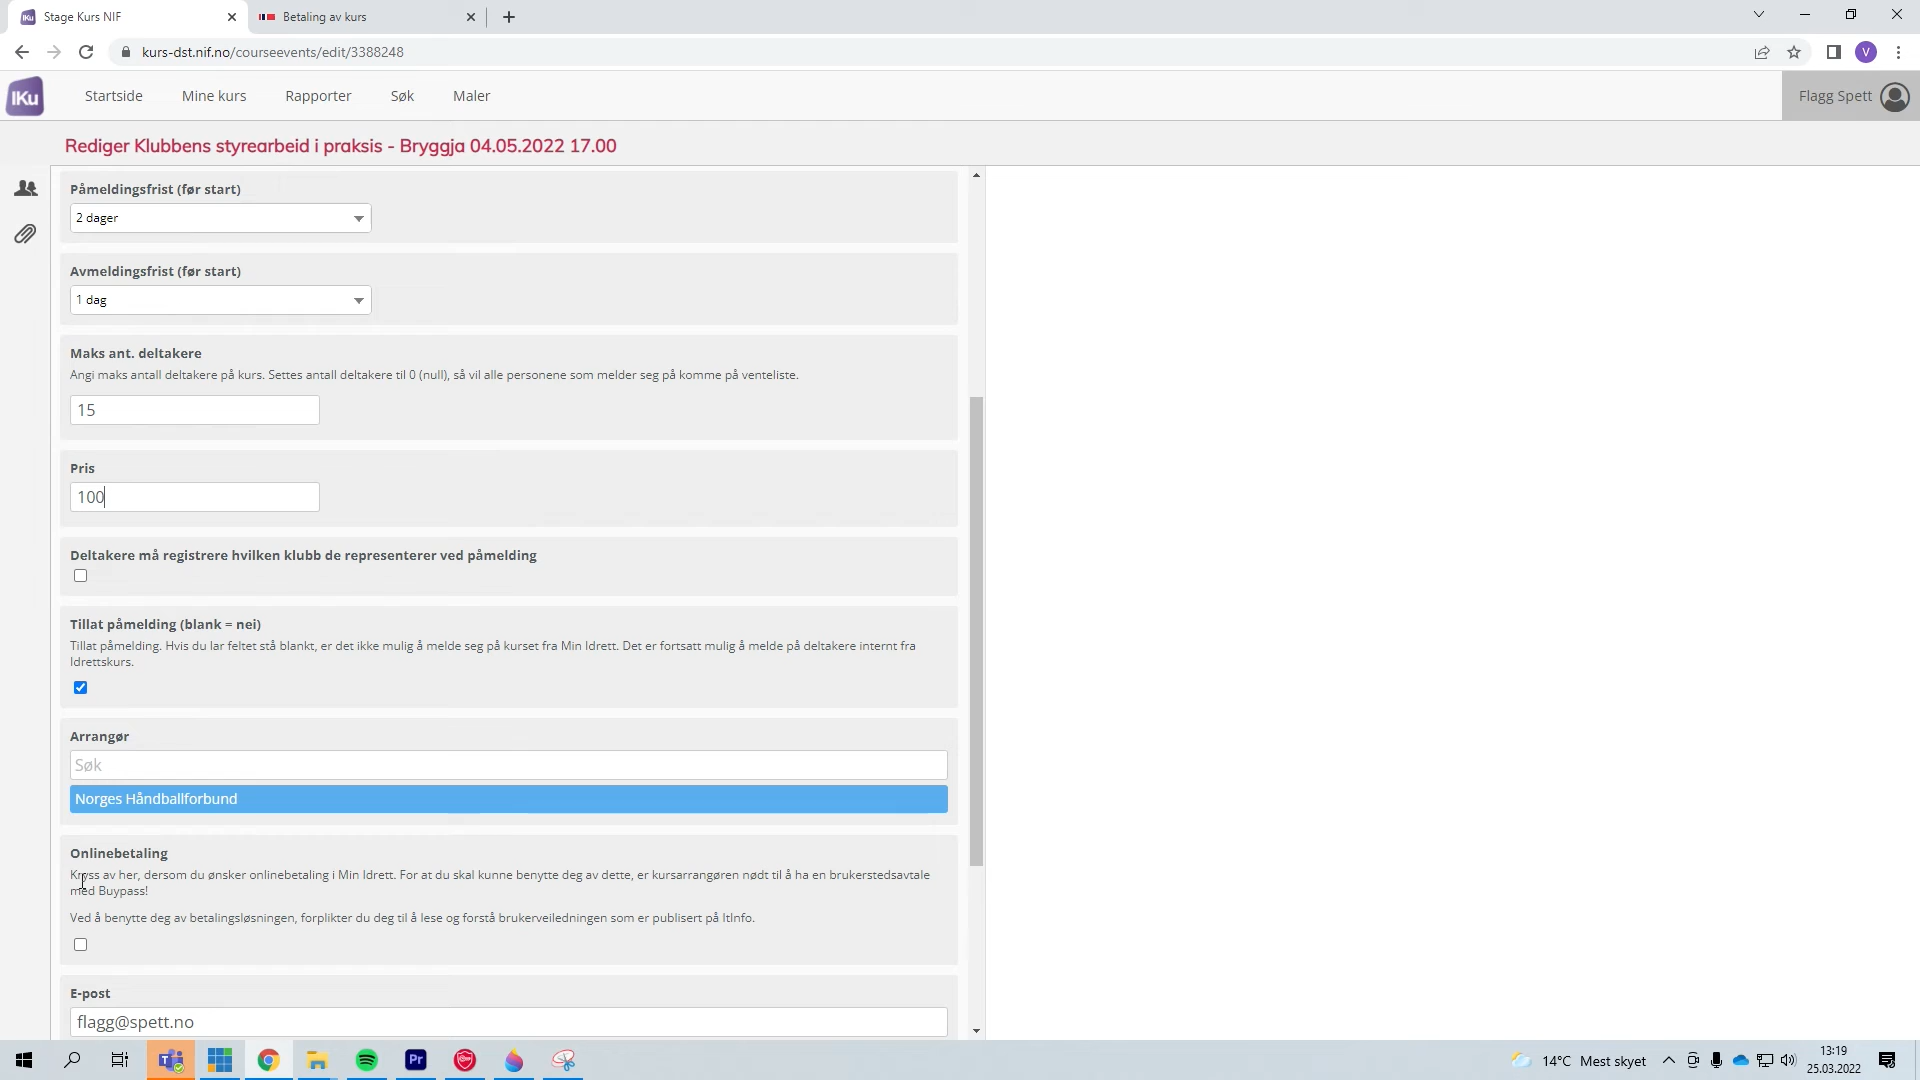 Stage Kurs NIF
Betaling av kurs
kurs-dst.nif.no/courseevents/edit/3388248
V
IKu
Startside
Mine kurs
Rapporter
Søk
Maler
Flagg Spett
Rediger Klubbens styrearbeid i praksis - Bryggja 04.05.2022 17.00
Påmeldingsfrist (før start)
2 dager
Avmeldingsfrist (før start)
1 dag
Maks ant. deltakere
Angi maks antall deltakere på kurs. Settes antall deltakere til 0 (null), så vil alle personene som melder seg på komme på venteliste.
15
Pris
100
Deltakere må registrere hvilken klubb de representerer ved påmelding
Tillat påmelding (blank = nei)
Tillat påmelding. Hvis du lar feltet stå blankt, er det ikke mulig å melde seg på kurset fra Min Idrett. Det er fortsatt mulig å melde på deltakere internt fra
Idrettskurs.
Arrangør
Søk
Norges Håndballforbund
Onlinebetaling
Kryss av her, dersom du ønsker onlinebetaling i Min Idrett. For at du skal kunne benytte deg av dette, er kursarrangøren nødt til å ha en brukerstedsavtale
med Buypass!
Ved å benytte deg av betalingsløsningen, forplikter du deg til å lese og forstå brukerveiledningen som er publisert på ItInfo.
E-post
flagg@spett.no
Pr
14°C Mest skyet
13:19
25.03.2022